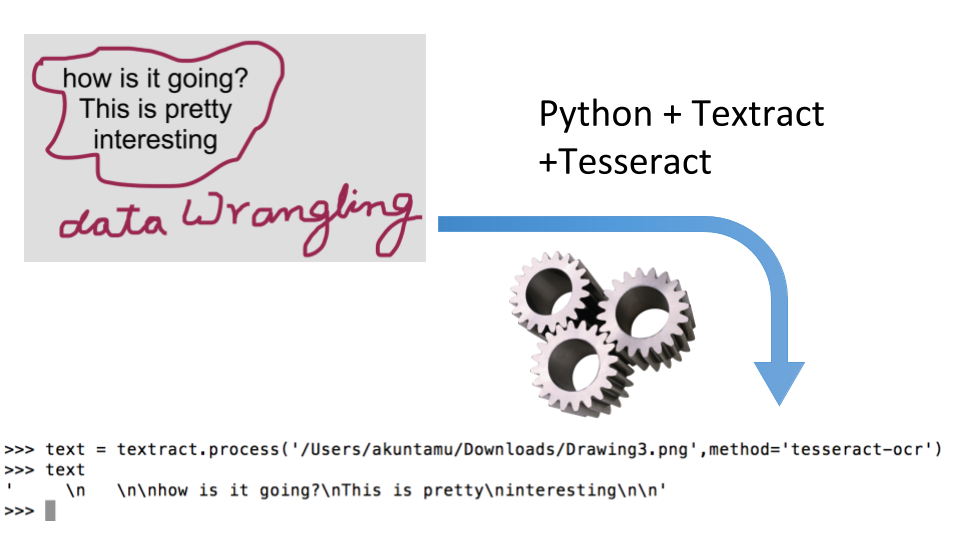 how is it going?
This is pretty
interesting
data Wrangling
Python + Textract
+Tesseract
>>> text = textract.process('/Users/akuntamu/Downloads/Drawing3.png',method='tesseract-ocr')
>>> text
'     \n   \n\nhow is it going?\nThis is pretty\ninteresting\n\n'
>>>